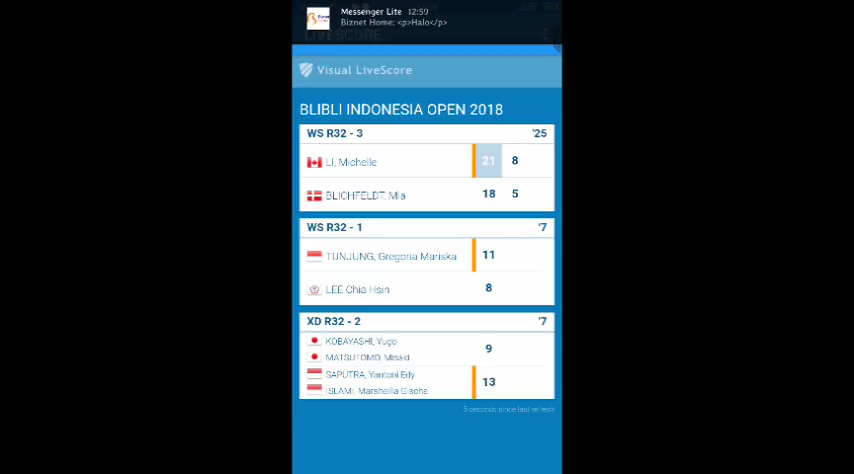 Messenger Lite 12:59
Biznet Home: <p>Halo</p>
LIVESCORE
Visual LiveScore
BLIBLI INDONESIA OPEN 2018
WS R32 - 3 '25
LI, Michelle 21 8
BLICHFELDT, Mia 18 5
WS R32 - 1 '7
TUNJUNG, Gregoria Mariska 11
LEE Chia Hsin 8
XD R32 - 2 '7
KOBAYASHI, Yugo
9
MATSUTOMO, Misaki
SAPUTRA, Yantoni Edy
13
ISLAMI, Marsheilla Gischa
5 seconds since last refresh